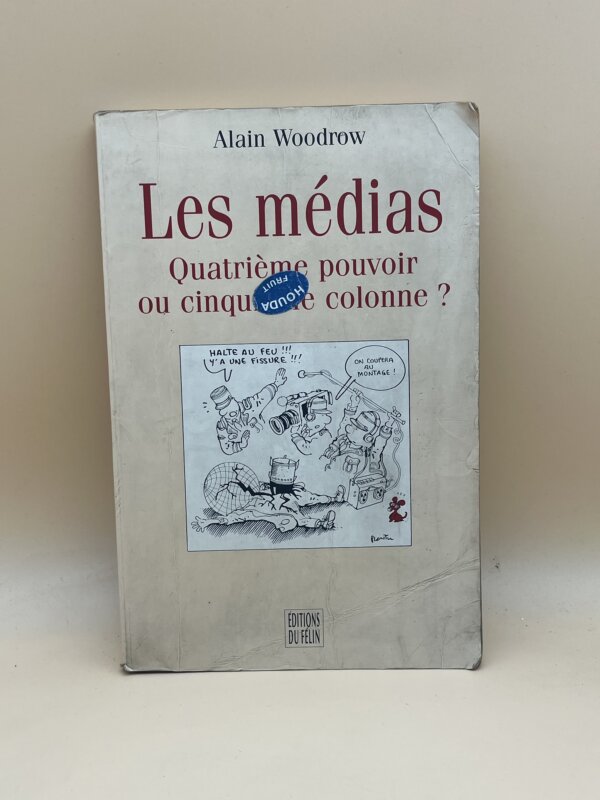 Alain Woodrow
Les médias
Quatrième pouvoir
ou cinqu e colonne ?
HOUDA
FRUIT
HALTE AU FEU !!!
Y'A UNE FISSURE !!!
ON COUPERA
AU
MONTAGE !
Plantu
ÉDITIONS
DU FÉLIN